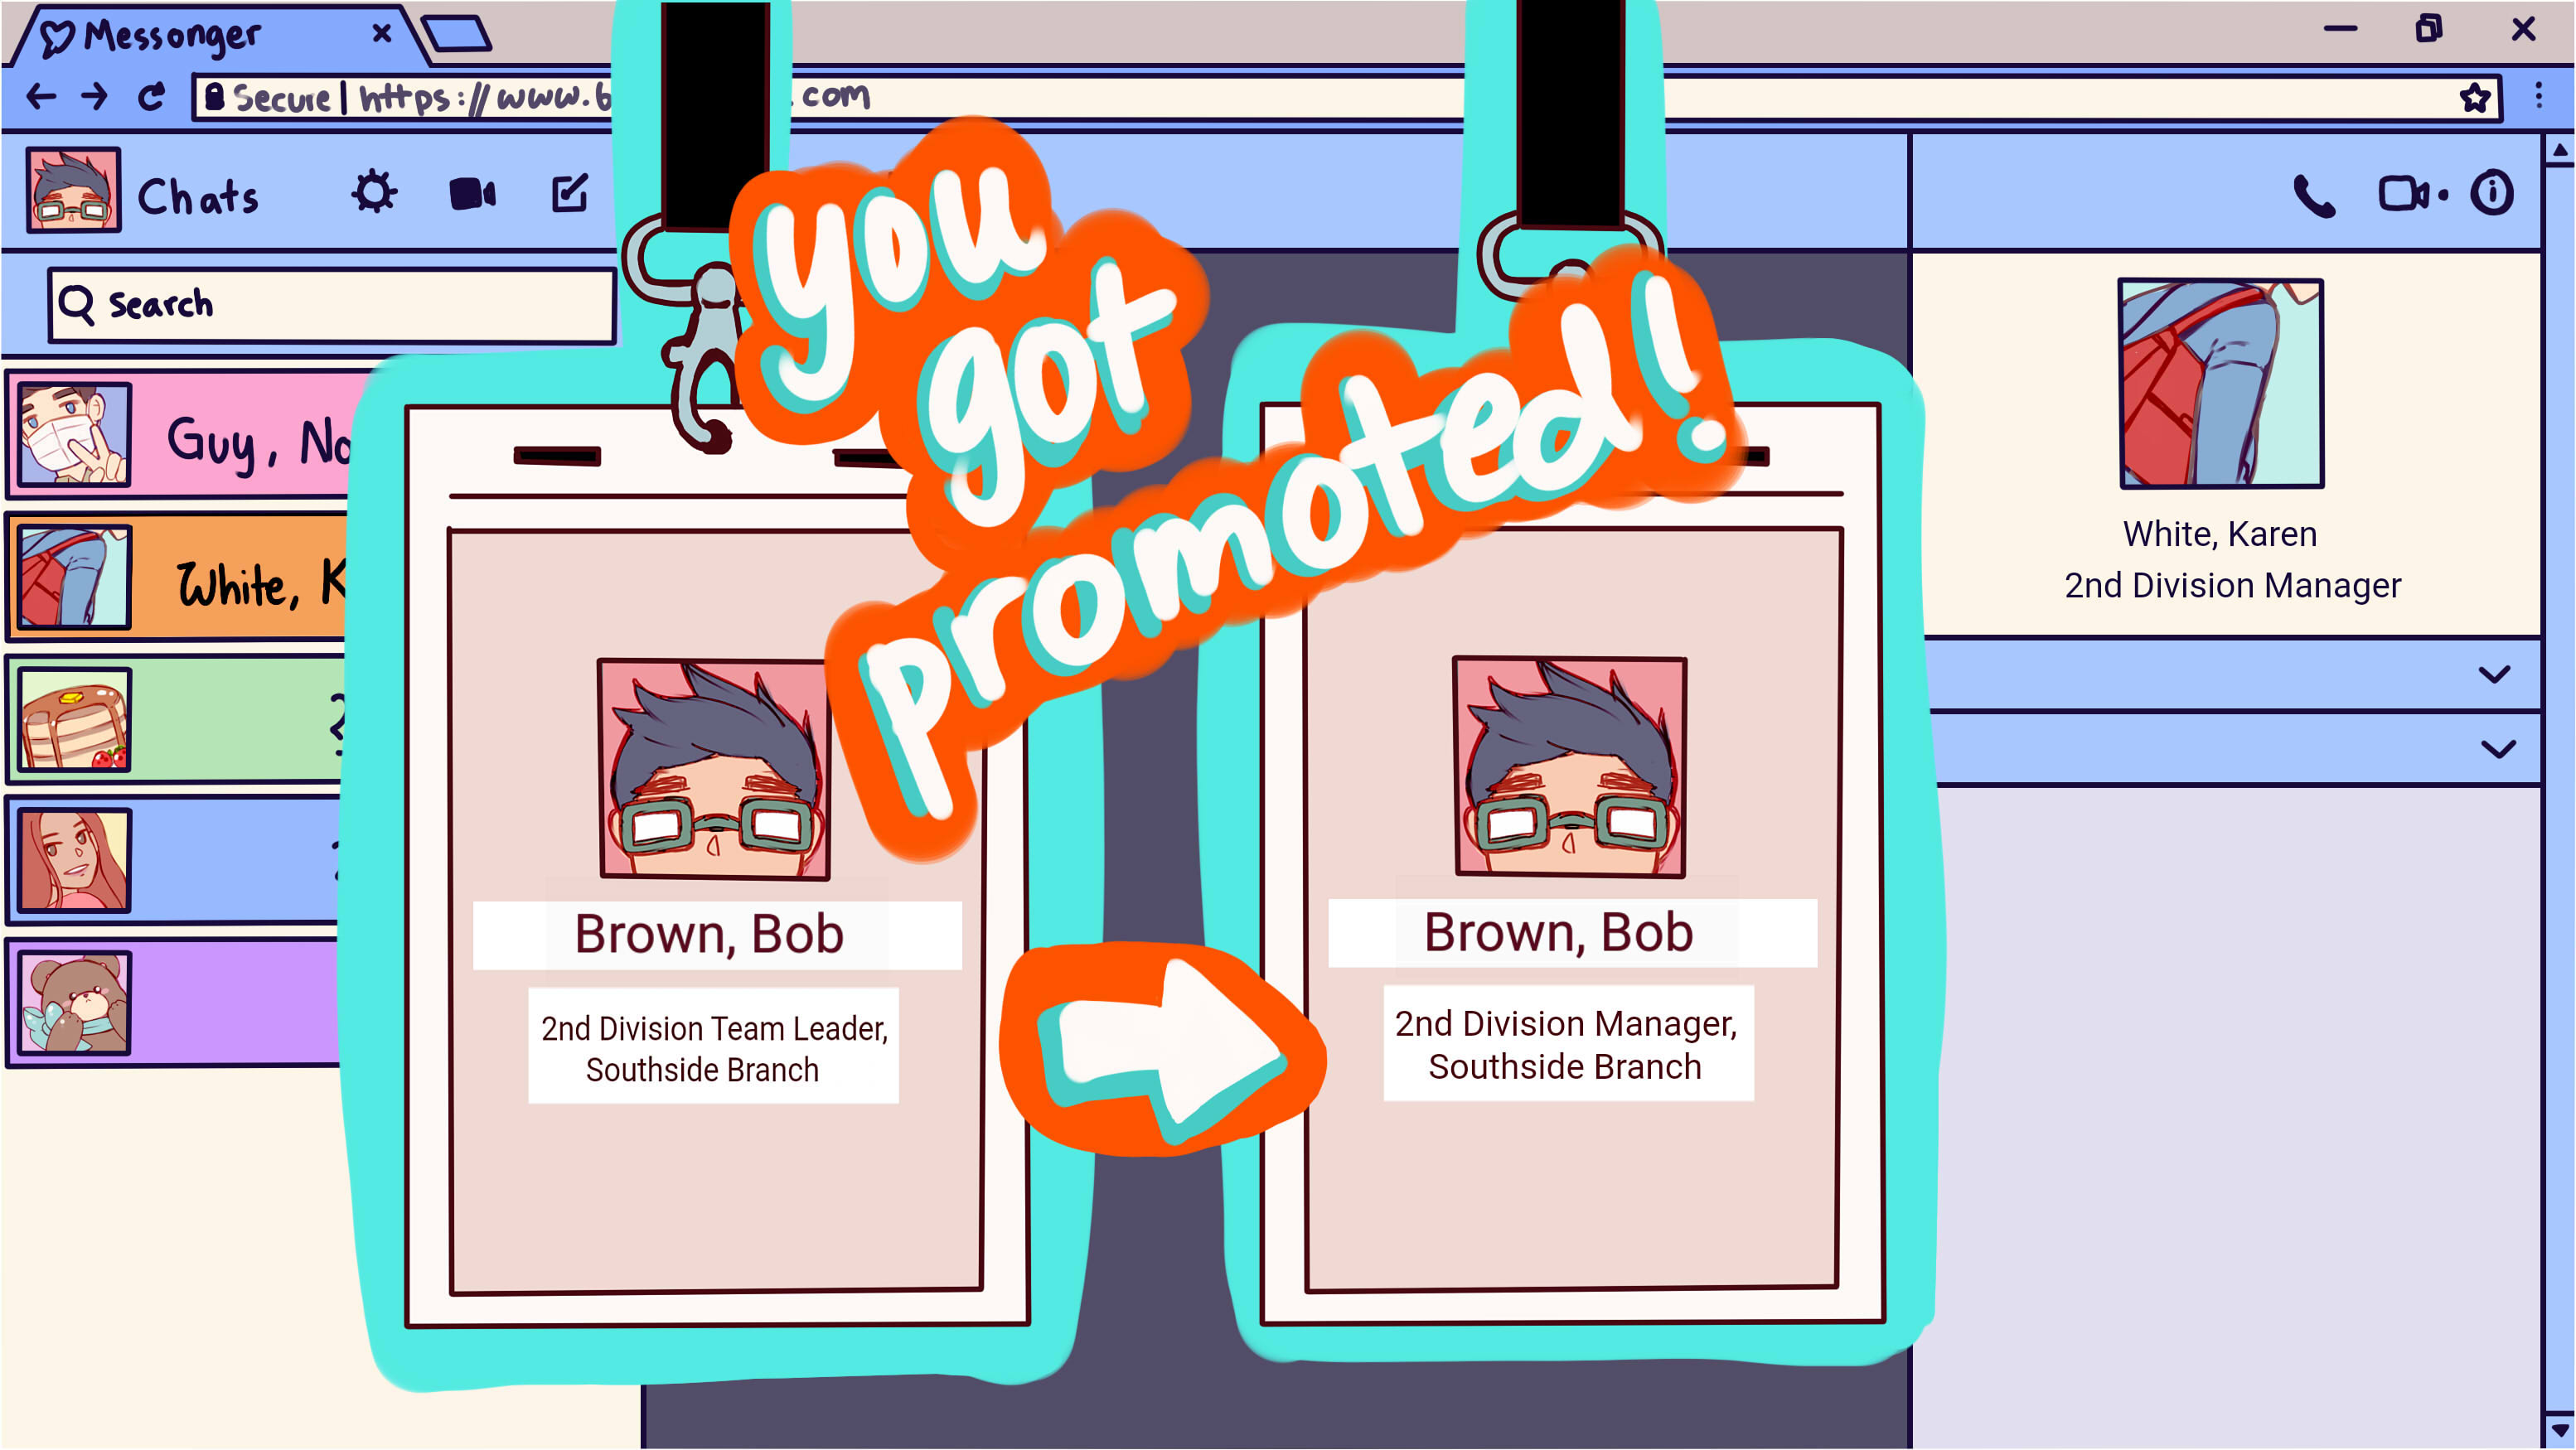 Messonger
Secure | https://www.
.com
Chats
Search
Guy, No
White, K
you
got
promoted!
White, Karen
2nd Division Manager
Brown, Bob
2nd Division Team Leader,
Southside Branch
Brown, Bob
2nd Division Manager,
Southside Branch